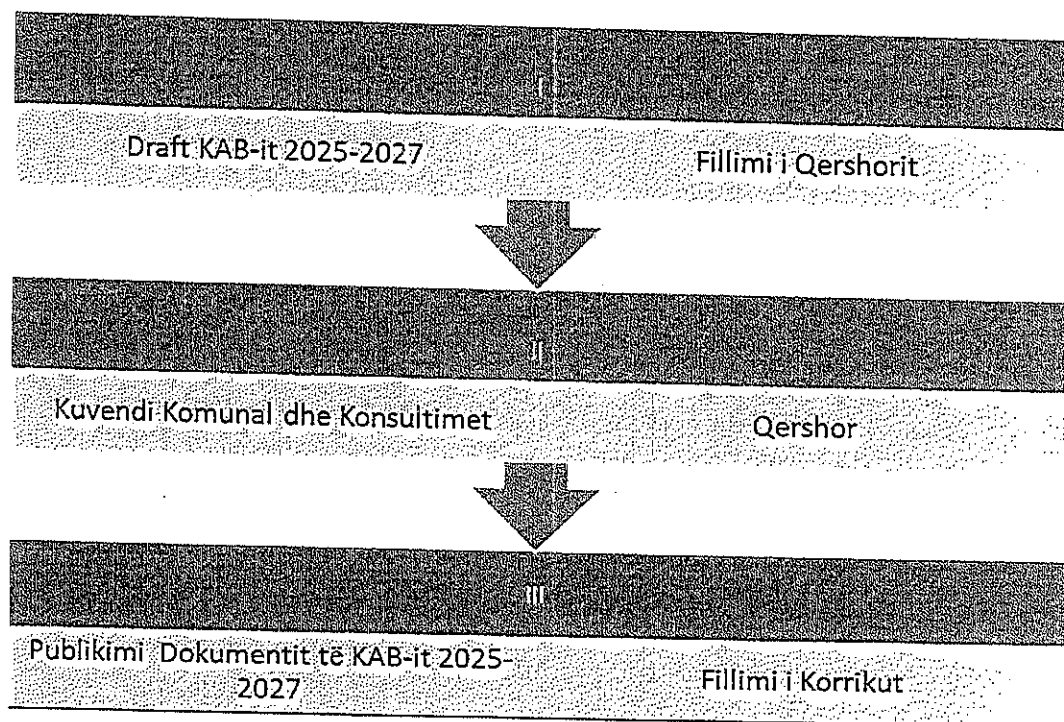 I
Draft KAB-it 2025-2027
Fillimi i Qershorit
II
Kuvendi Komunal dhe Konsultimet
Qershor
III
Publikimi Dokumentit të KAB-it 2025-
2027
Fillimi i Korrikut